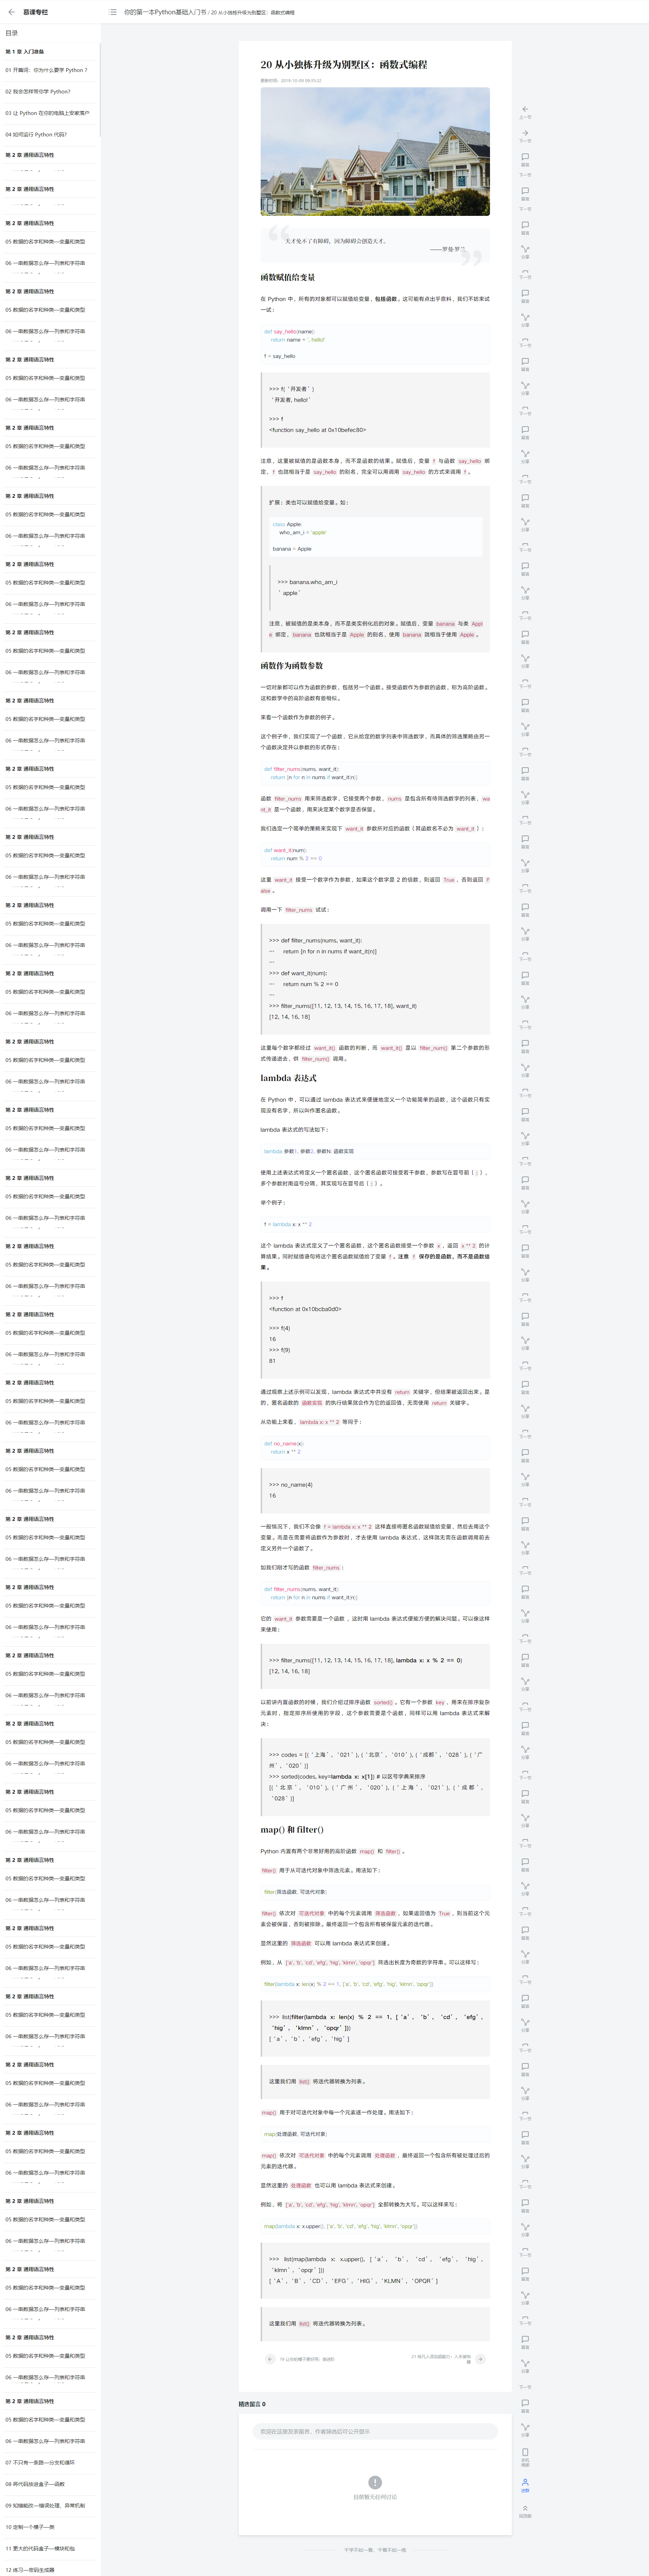 慕课专栏
你的第一本Python基础入门书 / 20 从小独栋升级为别墅区：函数式编程
目录
第 1 章 入门准备
01 开篇词：你为什么要学 Python ？
02 我会怎样带你学 Python？
03 让 Python 在你的电脑上安家落户
04 如何运行 Python 代码？
第 2 章 通用语言特性
05 数据的名字和种类—变量和类型
06 一串数据怎么存—列表和字符串
07 不只有一条路—分支和循环
08 将代码放进盒子—函数
09 知错能改—错误处理、异常机制
10 定制一个模子—类
11 更大的代码盒子—模块和包
12 练习—密码生成器
20 从小独栋升级为别墅区：函数式编程
更新时间：2019-10-09 09:35:32
天才免不了有障碍，因为障碍会创造天才。
——罗曼·罗兰
函数赋值给变量
在 Python 中，所有的对象都可以赋值给变量，包括函数。这可能有点出乎意料，我们不妨来试
一试：
def say_hello(name):
return name + ', hello!'
f = say_hello
>>> f( ' 开发者 ' )
' 开发者, hello!'
>>> f
<function say_hello at 0x10befec80>
注意，这里被赋值的是函数本身，而不是函数的结果。赋值后，变量 f 与函数 say_hello 绑
定，f 也就相当于是 say_hello 的别名，完全可以用调用 say_hello 的方式来调用 f 。
扩展：类也可以赋值给变量。如：
class Apple:
who_am_i = 'apple'
banana = Apple
>>> banana.who_am_i
' apple '
注意，被赋值的是类本身，而不是类实例化后的对象。赋值后，变量 banana 与类 Appl
e 绑定，banana 也就相当于是 Apple 的别名，使用 banana 就相当于使用 Apple 。
函数作为函数参数
一切对象都可以作为函数的参数，包括另一个函数。接受函数作为参数的函数，称为高阶函数。
这和数学中的高阶函数有些相似。
来看一个函数作为参数的例子。
这个例子中，我们实现了一个函数，它从给定的数字列表中筛选数字，而具体的筛选策略由另一
个函数决定并以参数的形式存在：
def filter_nums(nums, want_it):
return [n for n in nums if want_it(n)]
函数 filter_nums 用来筛选数字，它接受两个参数，nums 是包含所有待筛选数字的列表，wa
nt_it 是一个函数，用来决定某个数字是否保留。
我们选定一个简单的策略来实现下 want_it 参数所对应的函数（其函数名不必为 want_it ）：
def want_it(num):
return num % 2 == 0
这里 want_it 接受一个数字作为参数，如果这个数字是 2 的倍数，则返回 True ，否则返回 F
alse 。
调用一下 filter_nums 试试：
>>> def filter_nums(nums, want_it):
… return [n for n in nums if want_it(n)]
…
>>> def want_it(num):
… return num % 2 == 0
…
>>> filter_nums([11, 12, 13, 14, 15, 16, 17, 18], want_it)
[12, 14, 16, 18]
这里每个数字都经过 want_it() 函数的判断，而 want_it() 是以 filter_num() 第二个参数的形
式传递进去，供 filter_num() 调用。
lambda 表达式
在 Python 中，可以通过 lambda 表达式来便捷地定义一个功能简单的函数，这个函数只有实
现没有名字，所以叫作匿名函数。
lambda 表达式的写法如下：
lambda 参数1, 参数2, 参数N: 函数实现
使用上述表达式将定义一个匿名函数，这个匿名函数可接受若干参数，参数写在冒号前（ : ），
多个参数时用逗号分隔，其实现写在冒号后（ : ）。
举个例子：
f = lambda x: x ** 2
这个 lambda 表达式定义了一个匿名函数，这个匿名函数接受一个参数 x ，返回 x ** 2 的计
算结果。同时赋值语句将这个匿名函数赋值给了变量 f 。注意 f 保存的是函数，而不是函数结
果。
>>> f
<function at 0x10bcba0d0>
>>> f(4)
16
>>> f(9)
81
通过观察上述示例可以发现，lambda 表达式中并没有 return 关键字，但结果被返回出来。是
的，匿名函数的 函数实现 的执行结果就会作为它的返回值，无需使用 return 关键字。
从功能上来看，lambda x: x ** 2 等同于：
def no_name(x):
return x ** 2
>>> no_name(4)
16
一般情况下，我们不会像 f = lambda x: x ** 2 这样直接将匿名函数赋值给变量，然后去用这个
变量。而是在需要将函数作为参数时，才去使用 lambda 表达式，这样就无需在函数调用前去
定义另外一个函数了。
如我们刚才写的函数 filter_nums：
def filter_nums(nums, want_it):
return [n for n in nums if want_it(n)]
它的 want_it 参数需要是一个函数 ，这时用 lambda 表达式便能方便的解决问题。可以像这样
来使用：
>>> filter_nums([11, 12, 13, 14, 15, 16, 17, 18], lambda x: x % 2 == 0)
[12, 14, 16, 18]
以前讲内置函数的时候，我们介绍过排序函数 sorted() 。它有一个参数 key，用来在排序复杂
元素时，指定排序所使用的字段，这个参数需要是个函数，同样可以用 lambda 表达式来解
决：
>>> codes = [( ' 上海 ' , ' 021' ), ( ' 北京 ' , ' 010' ), ( ' 成都 ' , ' 028' ), ( ' 广
州 ' , ' 020' )]
>>> sorted(codes, key=lambda x: x[1]) # 以区号字典来排序
[( ' 北京 ' , ' 010' ), ( ' 广州 ' , ' 020' ), ( ' 上海 ' , ' 021' ), ( ' 成都 ' ,
' 028' )]
map() 和 filter()
Python 内置有两个非常好用的高阶函数 map() 和 filter() 。
filter() 用于从可迭代对象中筛选元素。用法如下：
filter(筛选函数, 可迭代对象)
filter() 依次对 可迭代对象 中的每个元素调用 筛选函数 ，如果返回值为 True ，则当前这个元
素会被保留，否则被排除。最终返回一个包含所有被保留元素的迭代器。
显然这里的 筛选函数 可以用 lambda 表达式来创建。
例如，从 ['a', 'b', 'cd', 'efg', 'hig', 'klmn', 'opqr'] 筛选出长度为奇数的字符串。可以这样写：
filter(lambda x: len(x) % 2 == 1, ['a', 'b', 'cd', 'efg', 'hig', 'klmn', 'opqr'])
>>> list(filter(lambda x: len(x) % 2 == 1, [ ' a' , ' b' , ' cd' , ' efg' ,
' hig' , ' klmn' , ' opqr' ]))
[ ' a' , ' b' , ' efg' , ' hig' ]
这里我们用 list() 将迭代器转换为列表。
map() 用于对可迭代对象中每一个元素逐一作处理。用法如下：
map(处理函数, 可迭代对象)
map() 依次对 可迭代对象 中的每个元素调用 处理函数 ，最终返回一个包含所有被处理过后的
元素的迭代器。
显然这里的 处理函数 也可以用 lambda 表达式来创建。
例如，将 ['a', 'b', 'cd', 'efg', 'hig', 'klmn', 'opqr'] 全部转换为大写。可以这样来写：
map(lambda x: x.upper(), ['a', 'b', 'cd', 'efg', 'hig', 'klmn', 'opqr'])
>>> list(map(lambda x: x.upper(), [ ' a' , ' b' , ' cd' , ' efg' , ' hig' ,
' klmn' , ' opqr' ]))
[ ' A' , ' B' , ' CD' , ' EFG' , ' HIG' , ' KLMN' , ' OPQR' ]
这里我们用 list() 将迭代器转换为列表。
精选留言 0
欢迎在这里发表留言，作者筛选后可公开显示
目前暂无任何讨论
千学不如一看，千看不如一练
上一节
下一节
留言
分享